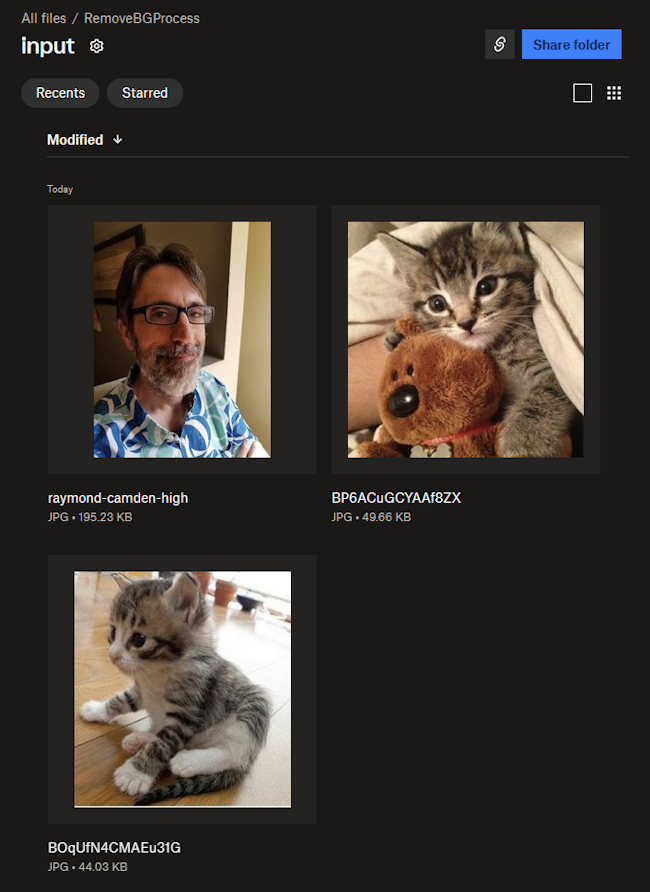 All files / RemoveBGProcess
input
Share folder
Recents
Starred
Modified ↓
Today
raymond-camden-high
JPG • 195.23 KB
BP6ACuGCYAAf8ZX
JPG • 49.66 KB
BOqUfN4CMAEu31G
JPG • 44.03 KB